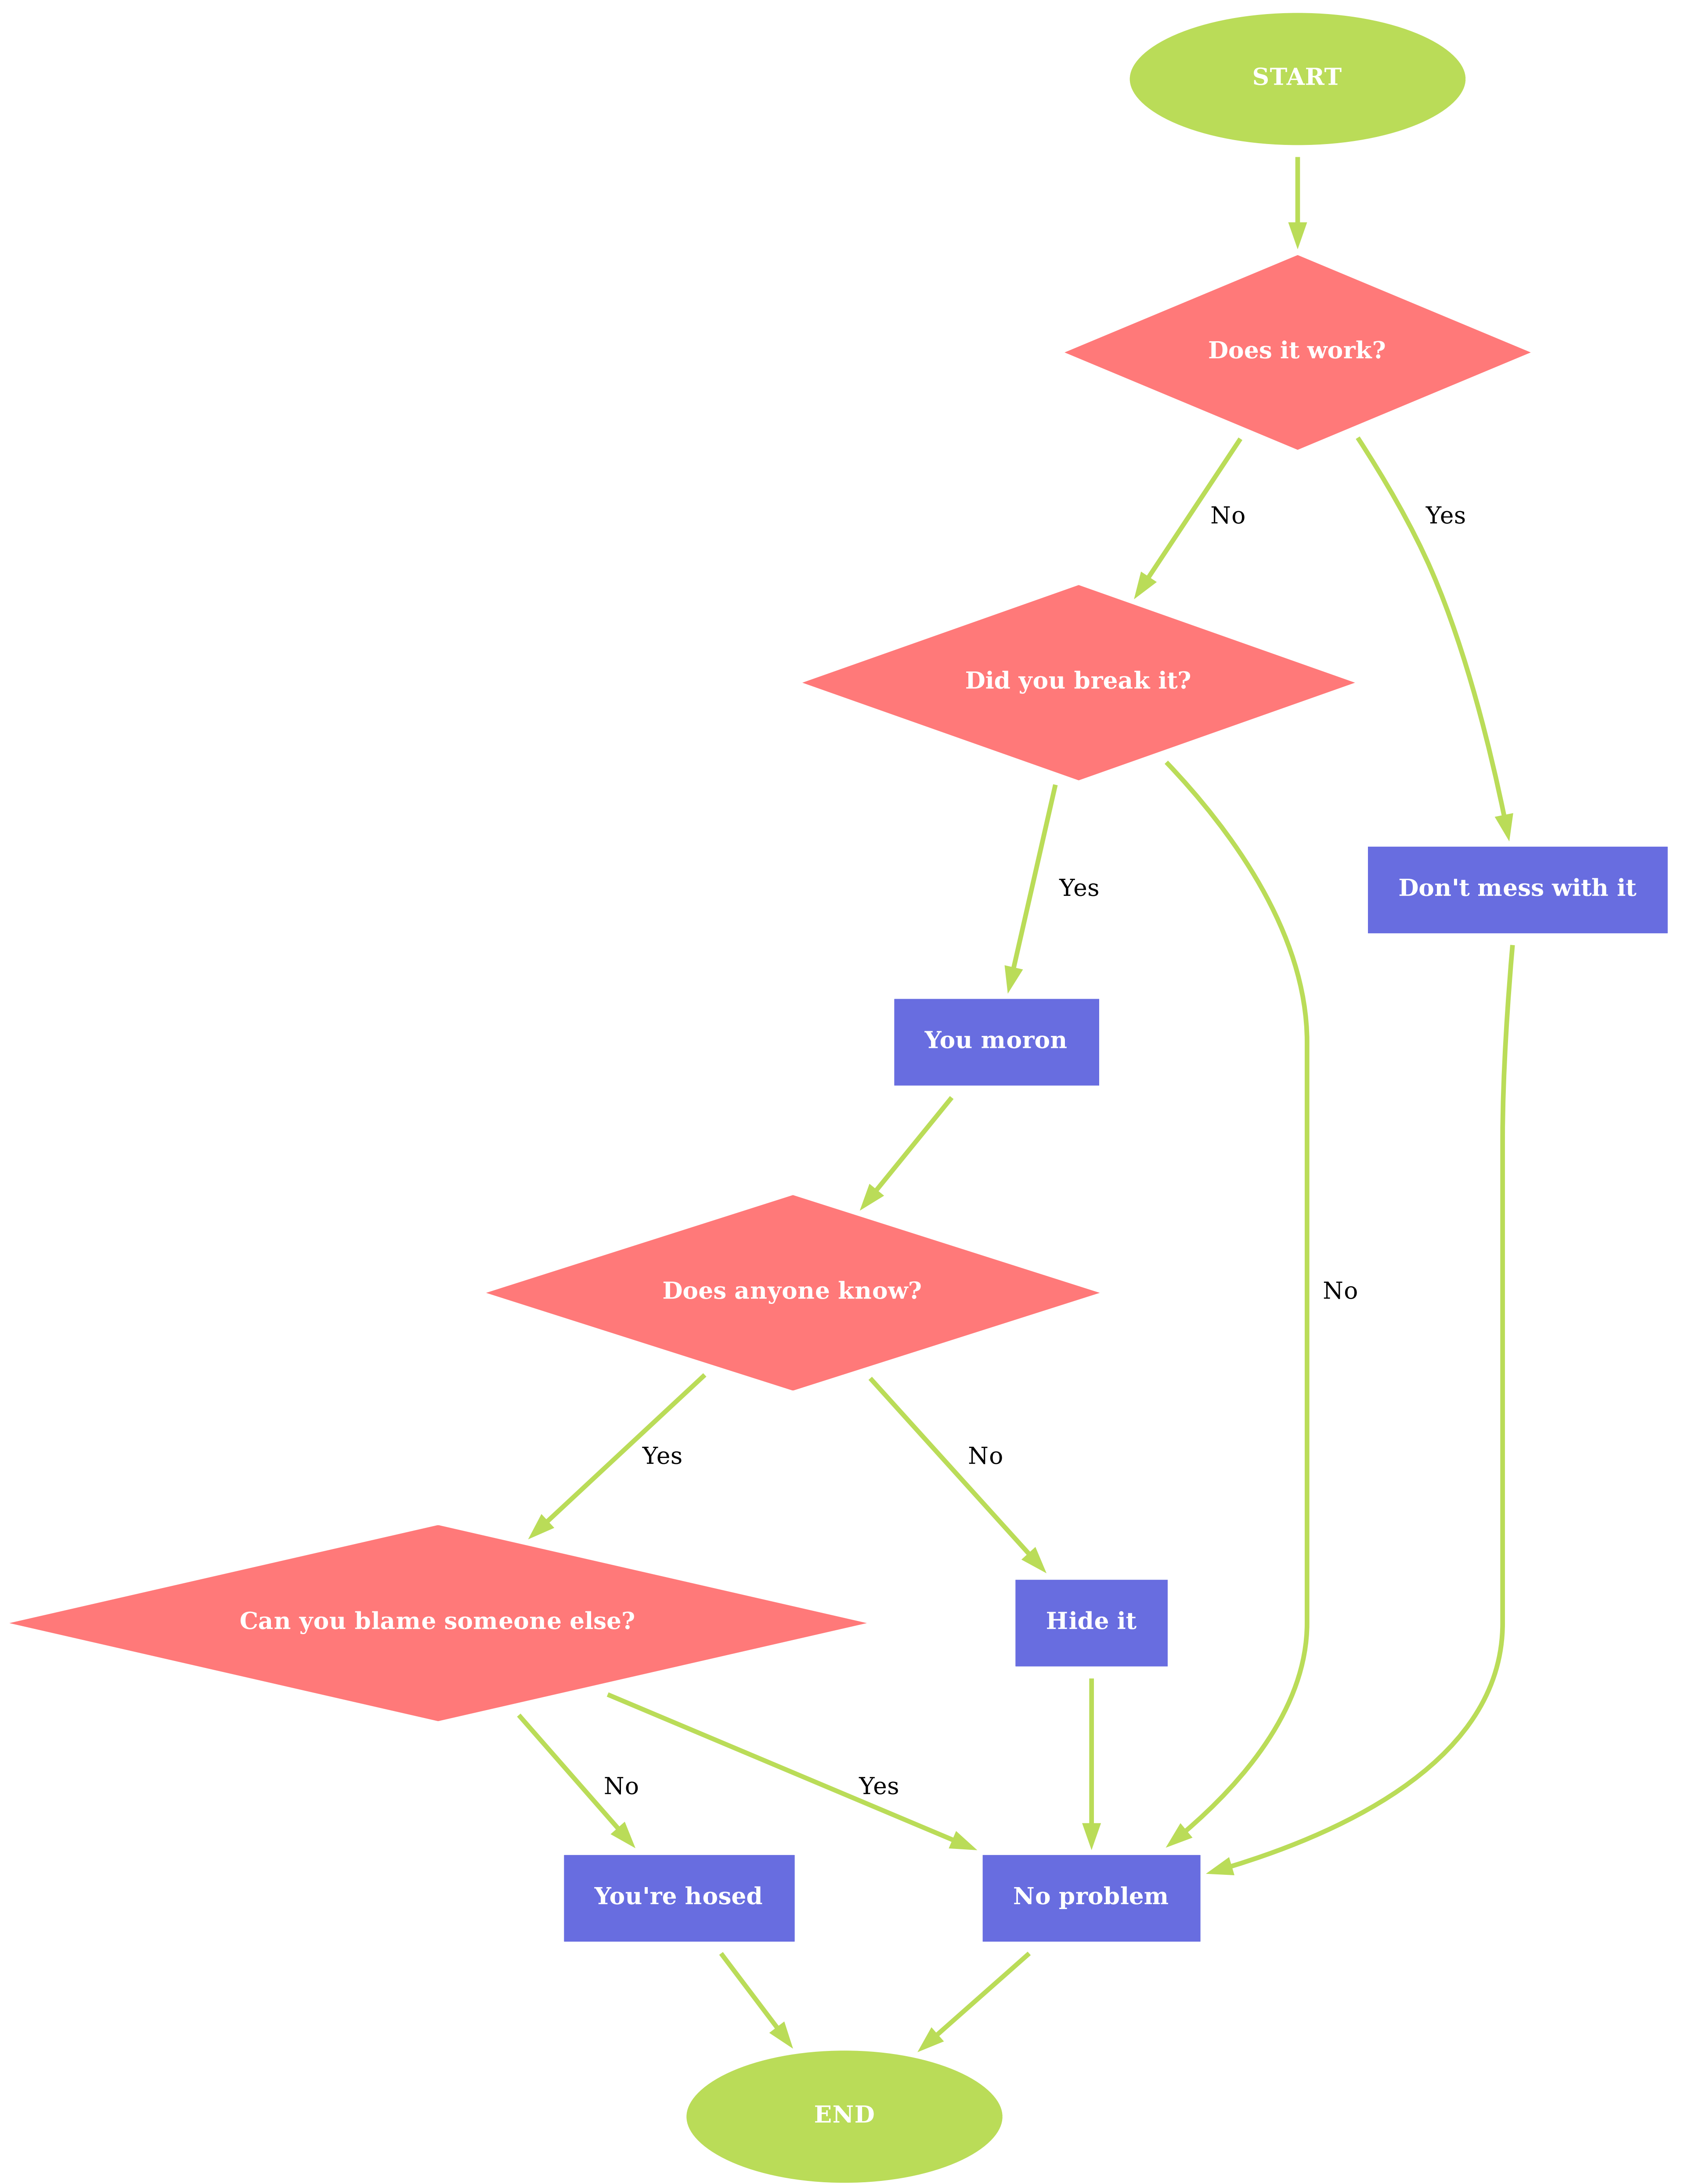 START
Does it work?
No
Yes
Did you break it?
Yes
Don't mess with it
You moron
Does anyone know?
No
Yes
No
Can you blame someone else?
Hide it
No
Yes
You're hosed
No problem
END